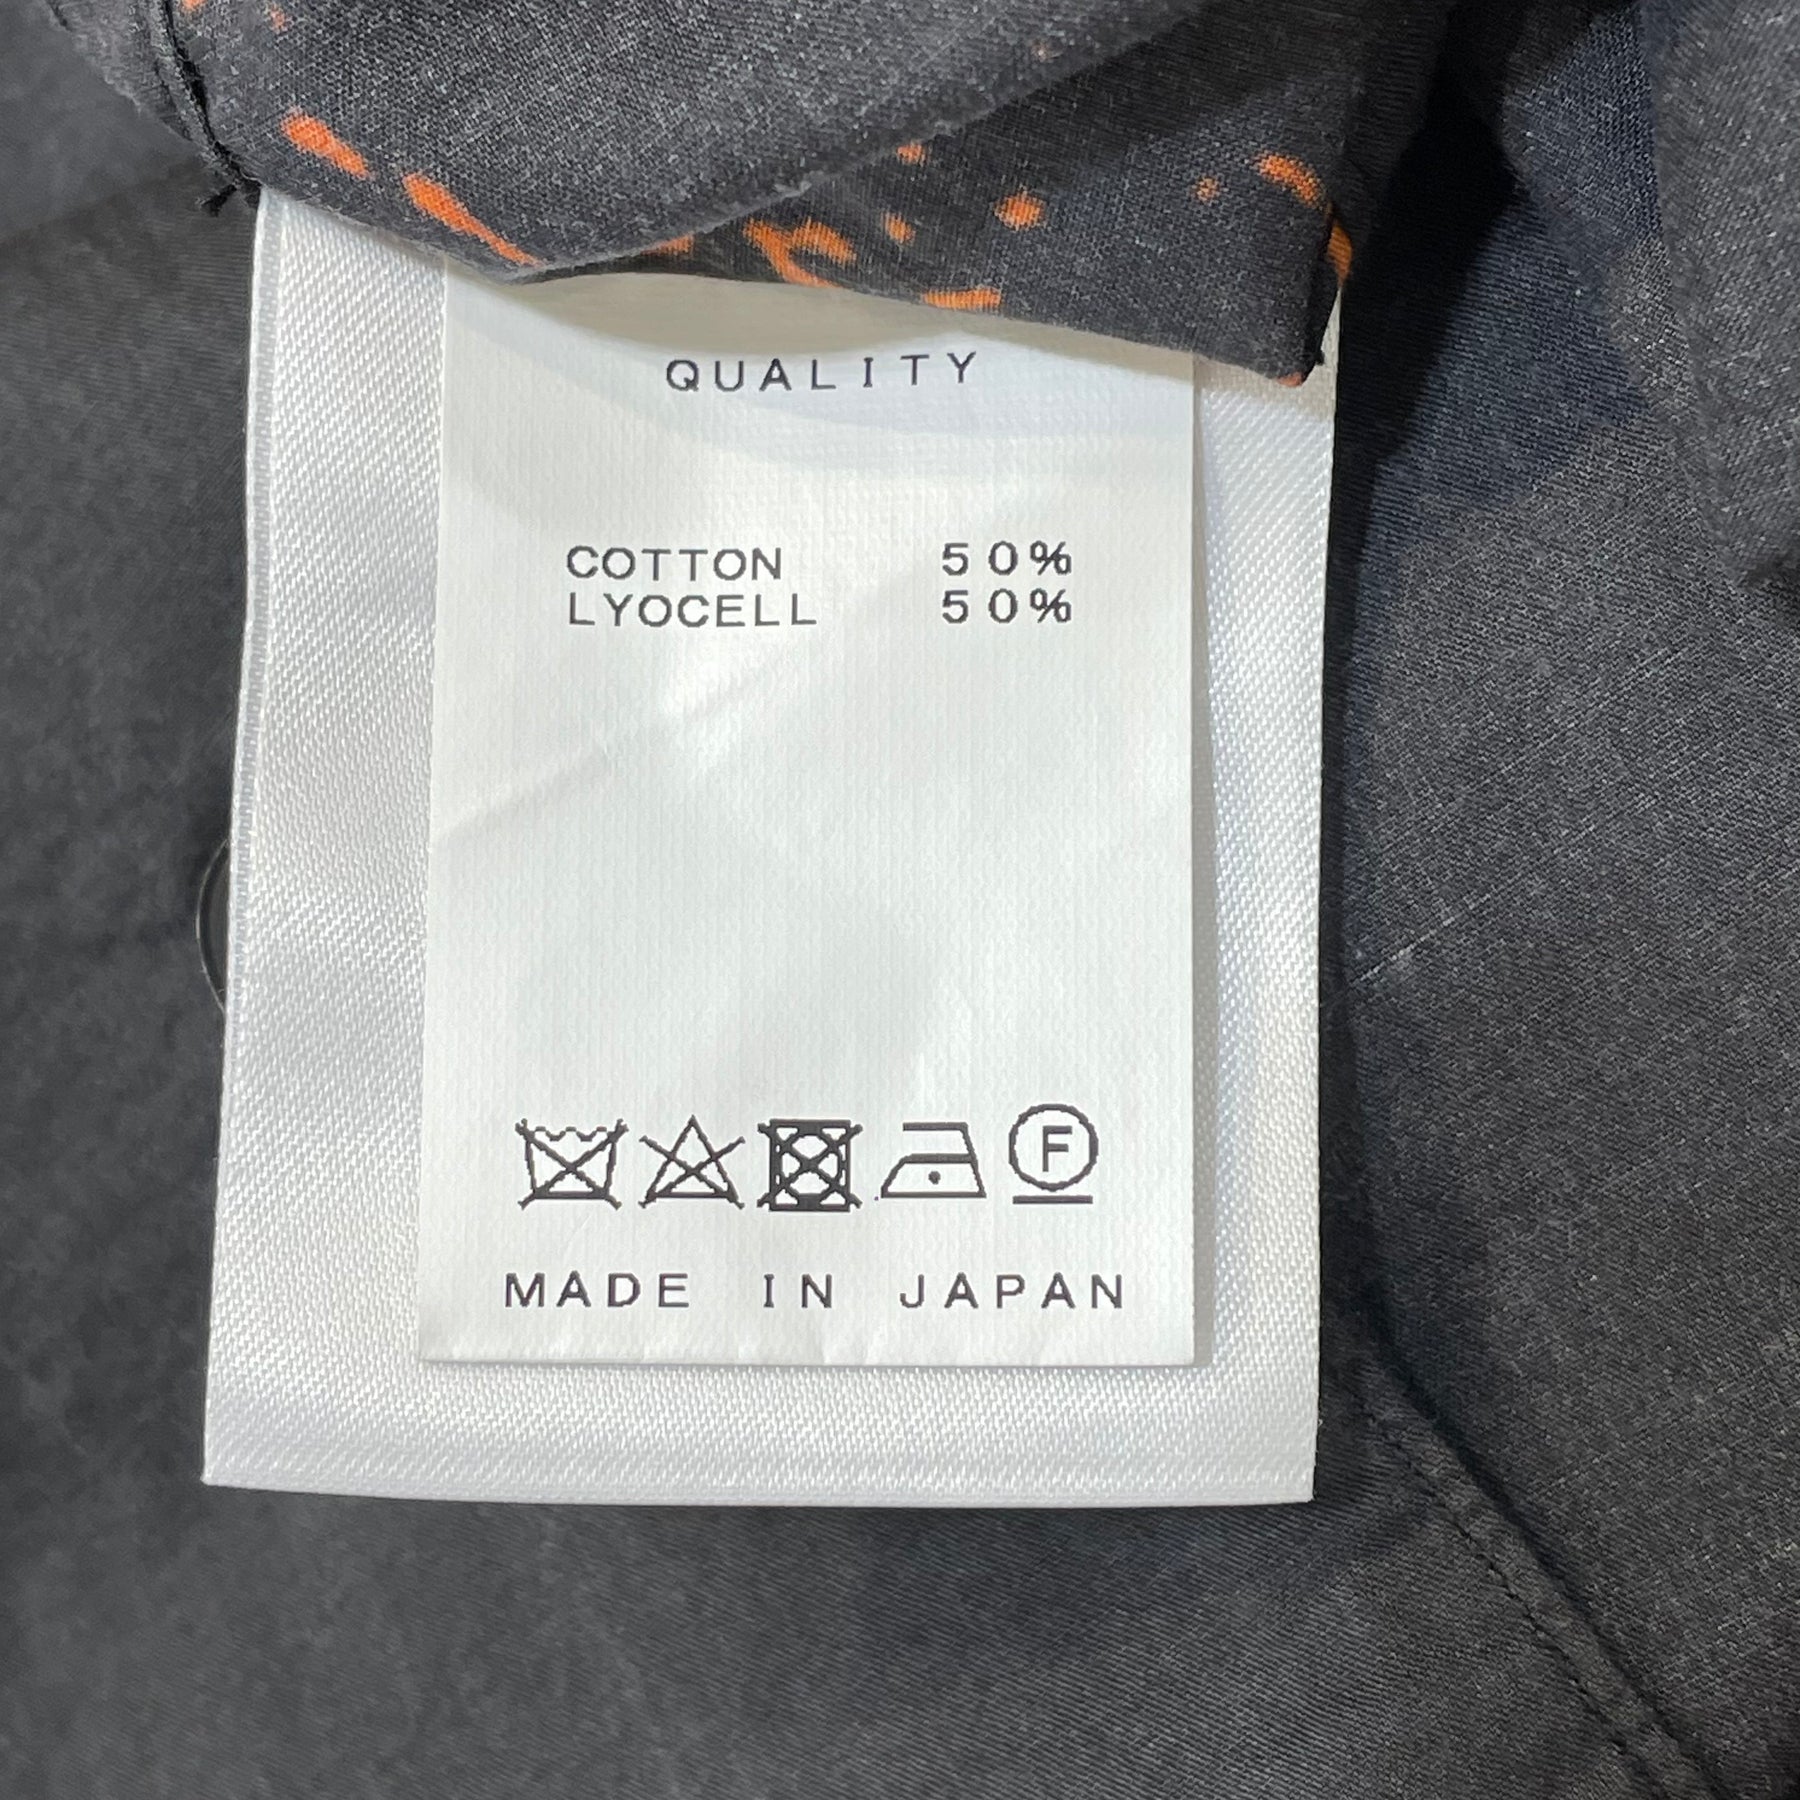 QUALITY
COTTON 50%
LYOCELL 50%
F
MADE IN JAPAN